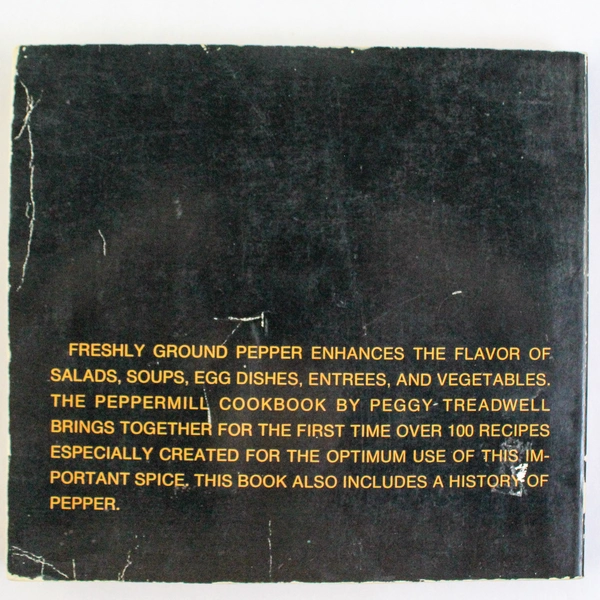 FRESHLY GROUND PEPPER ENHANCES THE FLAVOR OF
SALADS, SOUPS, EGG DISHES, ENTREES, AND VEGETABLES.
THE PEPPERMILL COOKBOOK BY PEGGY TREADWELL
BRINGS TOGETHER FOR THE FIRST TIME OVER 100 RECIPES
ESPECIALLY CREATED FOR THE OPTIMUM USE OF THIS IM-
PORTANT SPICE. THIS BOOK ALSO INCLUDES A HISTORY OF
PEPPER.